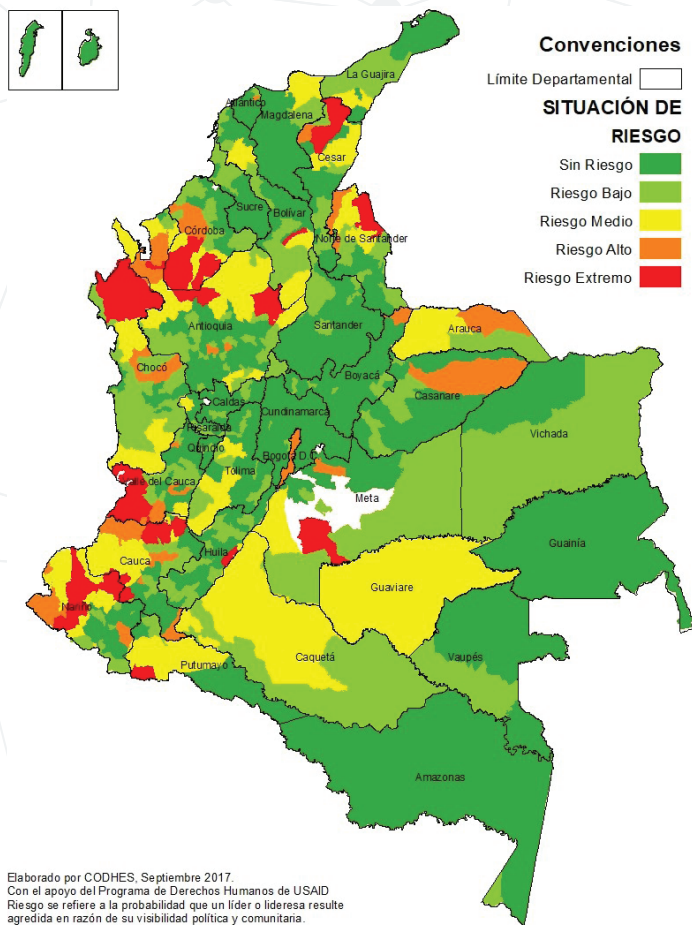 Convenciones
Límite Departamental
SITUACIÓN DE
RIESGO
Sin Riesgo
Riesgo Bajo
Riesgo Medio
Riesgo Alto
Riesgo Extremo
La Guajira
Atlántico
Magdalena
Cesar
Sucre
Bolívar
Córdoba
Norte de Santander
Antioquia
Santander
Arauca
Chocó
Boyacá
Casanare
Caldas
Cundinamarca
Risaralda
Vichada
Quindío
Bogotá D.C.
Tolima
Valle del Cauca
Meta
Guainía
Huila
Cauca
Guaviare
Nariño
Caquetá
Vaupés
Putumayo
Amazonas
Elaborado por CODHES, Septiembre 2017.
Con el apoyo del Programa de Derechos Humanos de USAID
Riesgo se refiere a la probabilidad que un líder o lideresa resulte
agredida en razón de su visibilidad política y comunitaria.